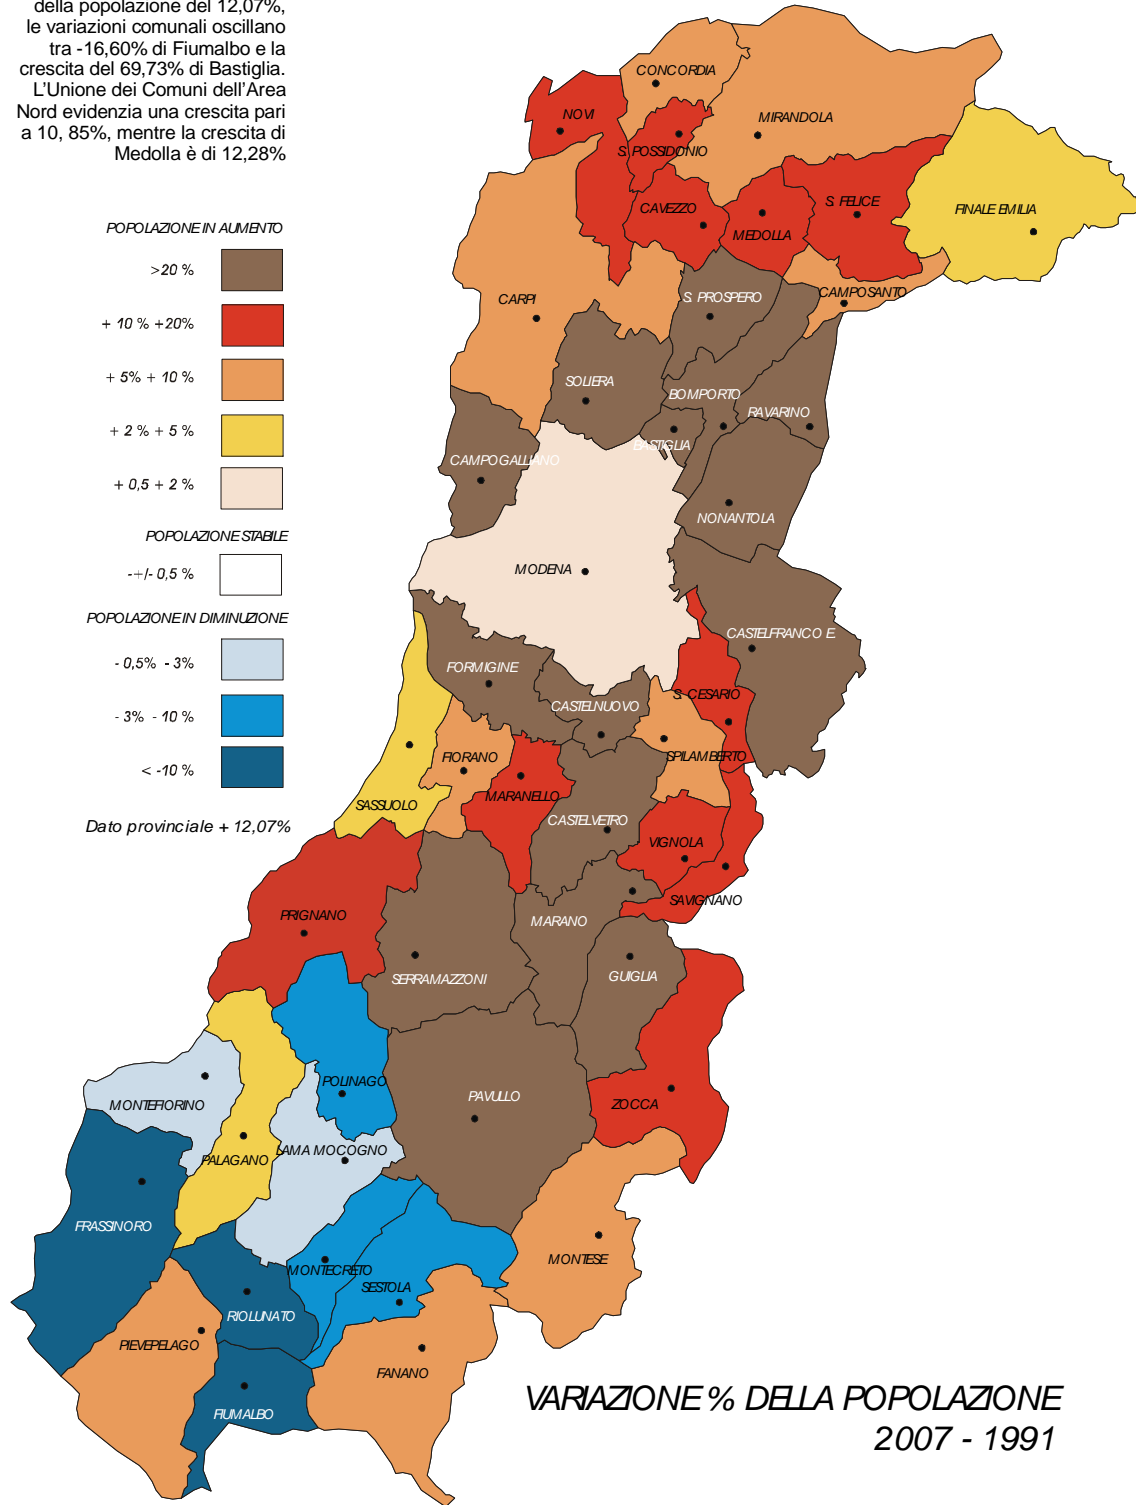 della popolazione del 12,07%,
le variazioni comunali oscillano
tra -16,60% di Fiumalbo e la
crescita del 69,73% di Bastiglia.
L'Unione dei Comuni dell'Area
Nord evidenzia una crescita pari
a 10, 85%, mentre la crescita di
Medolla è di 12,28%
POPOLAZIONE IN AUMENTO
>20 %
+ 10 % +20%
+ 5% + 10 %
+ 2 % + 5 %
+ 0,5 + 2 %
POPOLAZIONE STABILE
-+/- 0,5 %
POPOLAZIONE IN DIMINUZIONE
- 0,5% - 3%
- 3% - 10 %
< -10 %
Dato provinciale + 12,07%
CONCORDIA
NOVI
MIRANDOLA
S. POSSIDONIO
CAVEZZO
S. FELICE
FINALE EMILIA
MEDOLLA
CARPI
S. PROSPERO
CAMPOSANTO
SOLIERA
BOMPORTO
RAVARINO
BASTIGLIA
CAMPOGALLIANO
NONANTOLA
MODENA
CASTELFRANCO E.
FORMIGINE
S. CESARIO
CASTELNUOVO
FIORANO
SPILAMBERTO
MARANELLO
SASSUOLO
CASTELVETRO
VIGNOLA
SAVIGNANO
PRIGNANO
MARANO
SERRAMAZZONI
GUIGLIA
POLINAGO
PAVULLO
ZOCCA
MONTEFIORINO
LAMA MOCOGNO
PALAGANO
FRASSINORO
MONTESE
MONTECRETO
SESTOLA
RIOLUNATO
PIEVEPELAGO
FANANO
FIUMALBO
VARIAZIONE % DELLA POPOLAZIONE
2007 - 1991